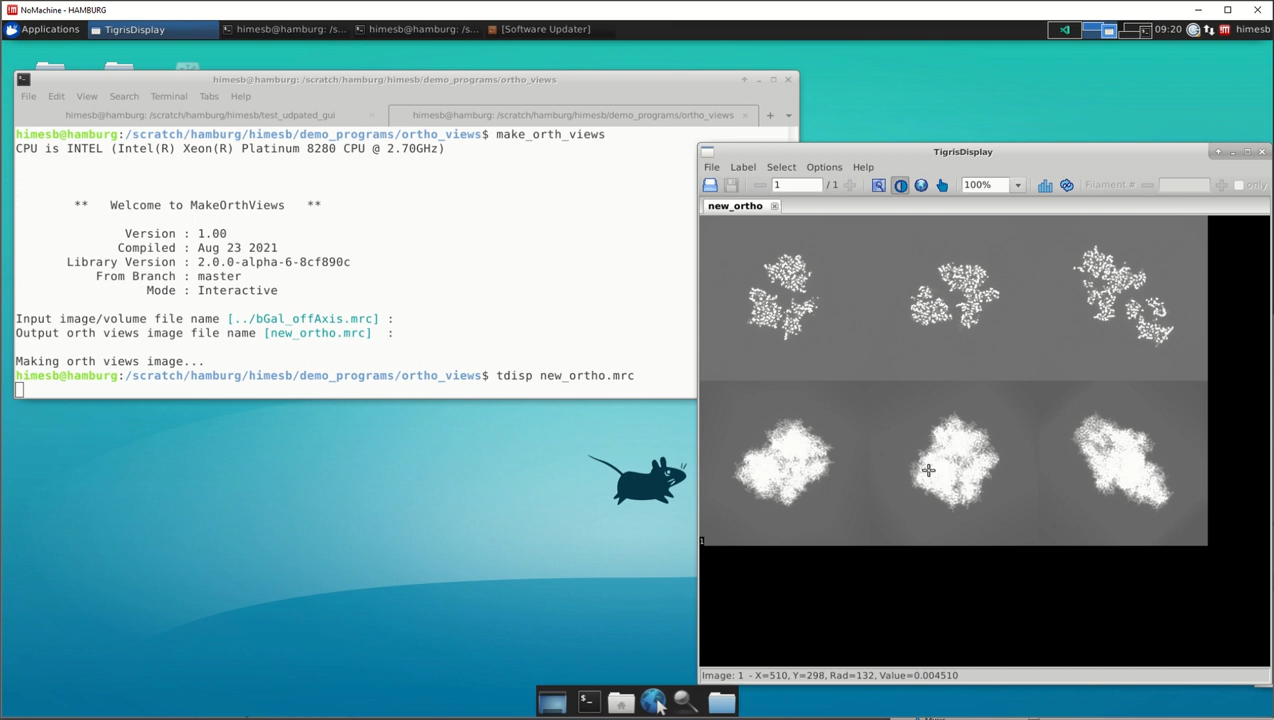 NoMachine - HAMBURG
Applications
TigrisDisplay
himesb@hamburg: /s...
himesb@hamburg: /s...
[Software Updater]
09:20
himesb
himesb@hamburg: /scratch/hamburg/himesb/demo_programs/ortho_views
File Edit View Search Terminal Tabs Help
himesb@hamburg: /scratch/hamburg/himesb/test_udpated_gui
himesb@hamburg: /scratch/hamburg/himesb/demo_programs/ortho_views
himesb@hamburg:/scratch/hamburg/himesb/demo_programs/ortho_views$ make_orth_views
CPU is INTEL (Intel(R) Xeon(R) Platinum 8280 CPU @ 2.70GHz)
** Welcome to MakeOrthViews **
Version : 1.00
Compiled : Aug 23 2021
Library Version : 2.0.0-alpha-6-8cf890c
From Branch : master
Mode : Interactive
Input image/volume file name [../bGal_offAxis.mrc] :
Output orth views image file name [new_ortho.mrc] :
Making orth views image...
himesb@hamburg:/scratch/hamburg/himesb/demo_programs/ortho_views$ tdisp new_ortho.mrc
TigrisDisplay
File Label Select Options Help
1 / 1
100%
Filament #
only
new_ortho
1
Image: 1 - X=510, Y=298, Rad=132, Value=0.004510